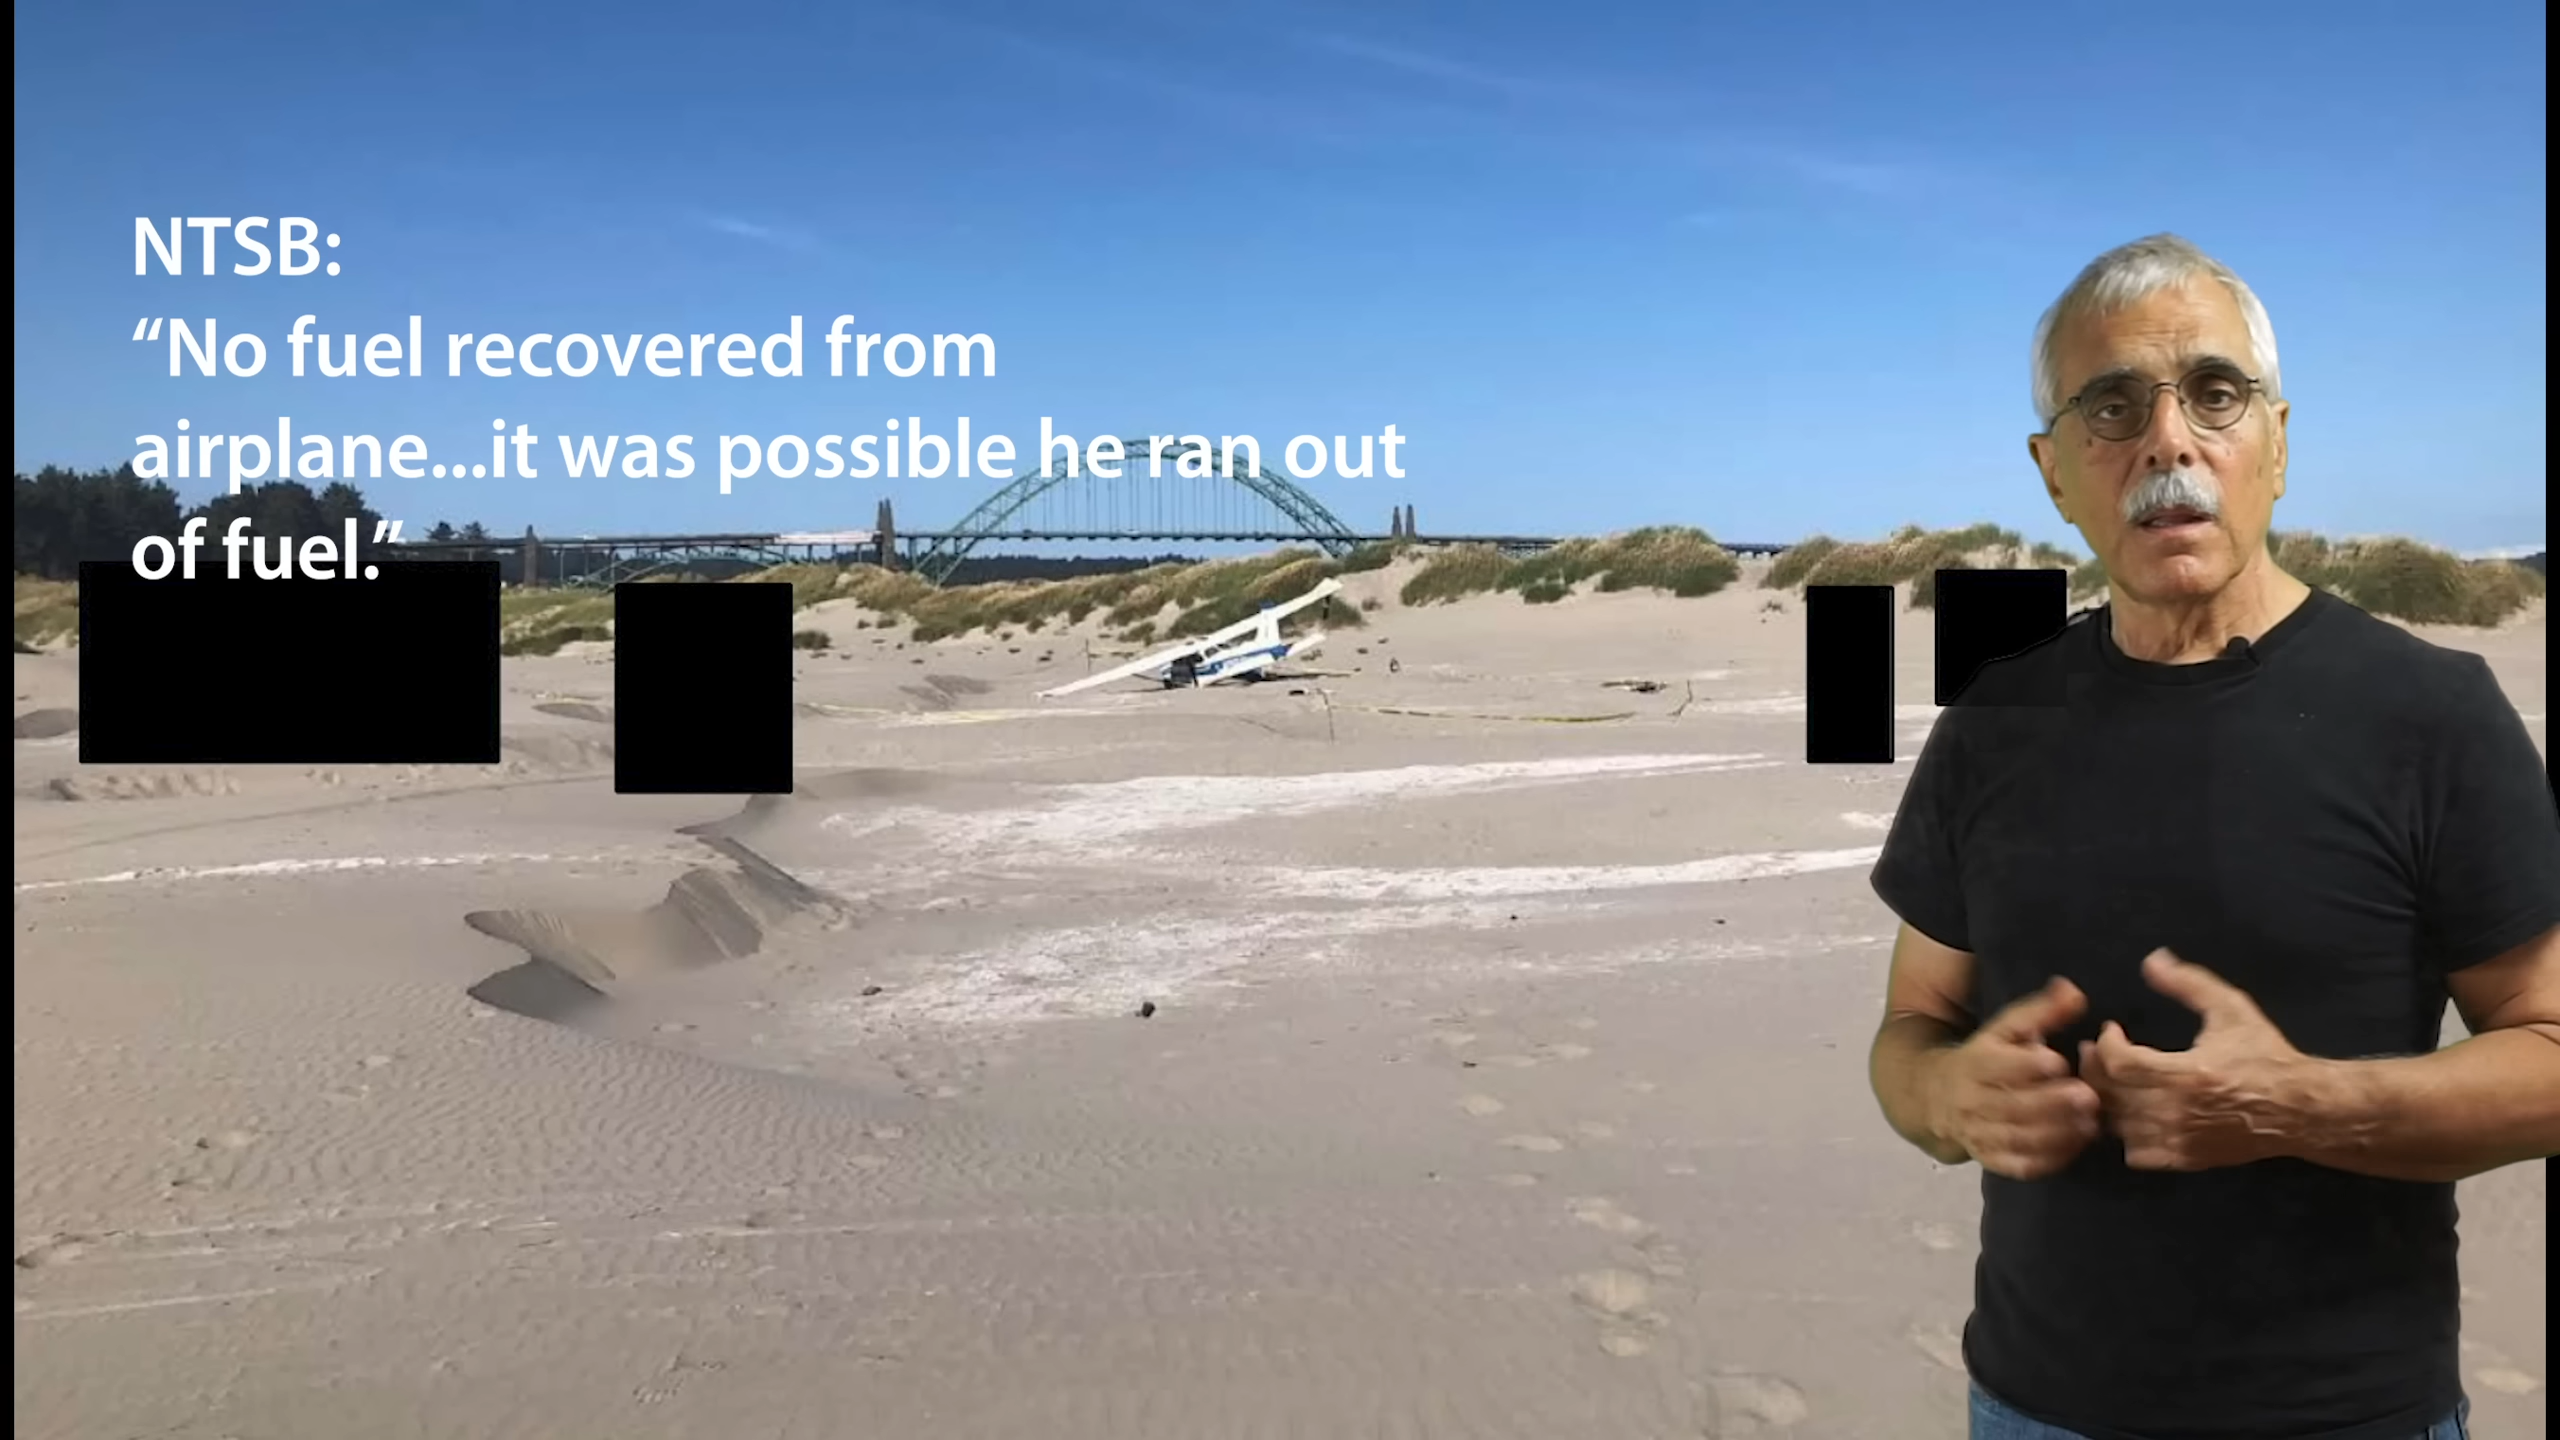 NTSB:
“No fuel recovered from
airplane...it was possible he ran out
of fuel.”